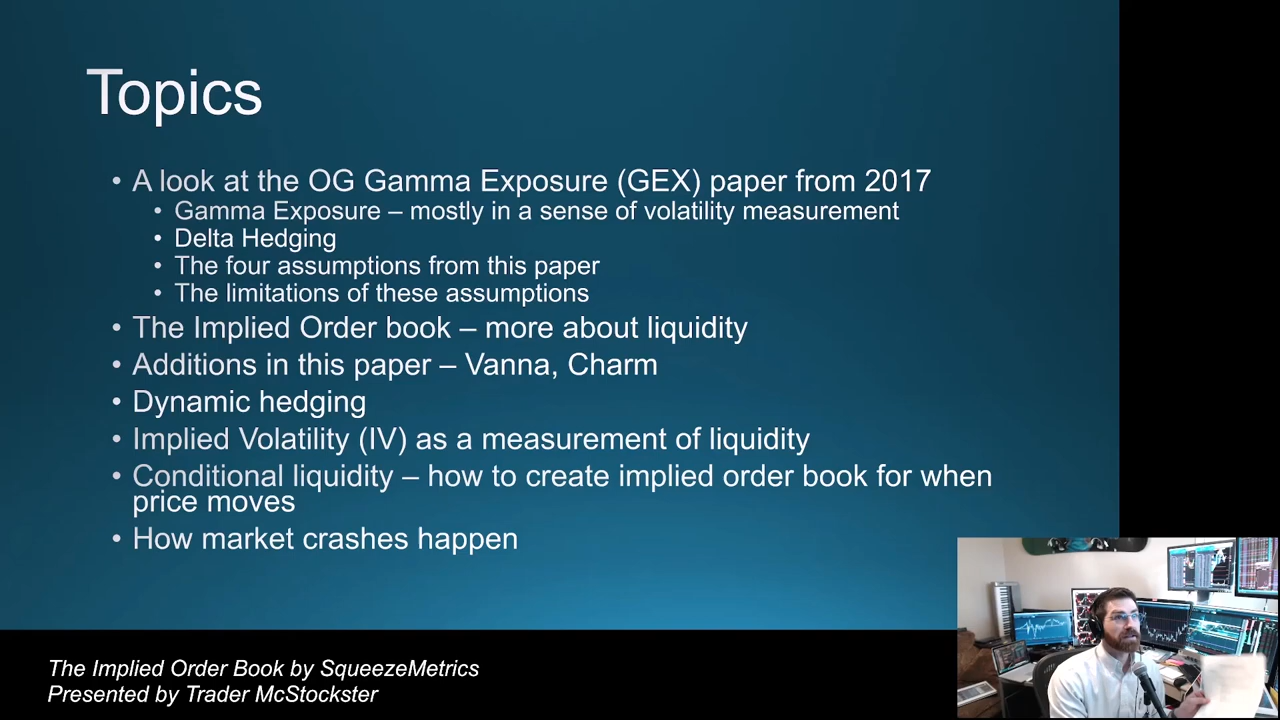 Topics
• A look at the OG Gamma Exposure (GEX) paper from 2017
• Gamma Exposure – mostly in a sense of volatility measurement
• Delta Hedging
• The four assumptions from this paper
• The limitations of these assumptions
• The Implied Order book – more about liquidity
• Additions in this paper – Vanna, Charm
• Dynamic hedging
• Implied Volatility (IV) as a measurement of liquidity
• Conditional liquidity – how to create implied order book for when
price moves
• How market crashes happen
The Implied Order Book by SqueezeMetrics
Presented by Trader McStockster